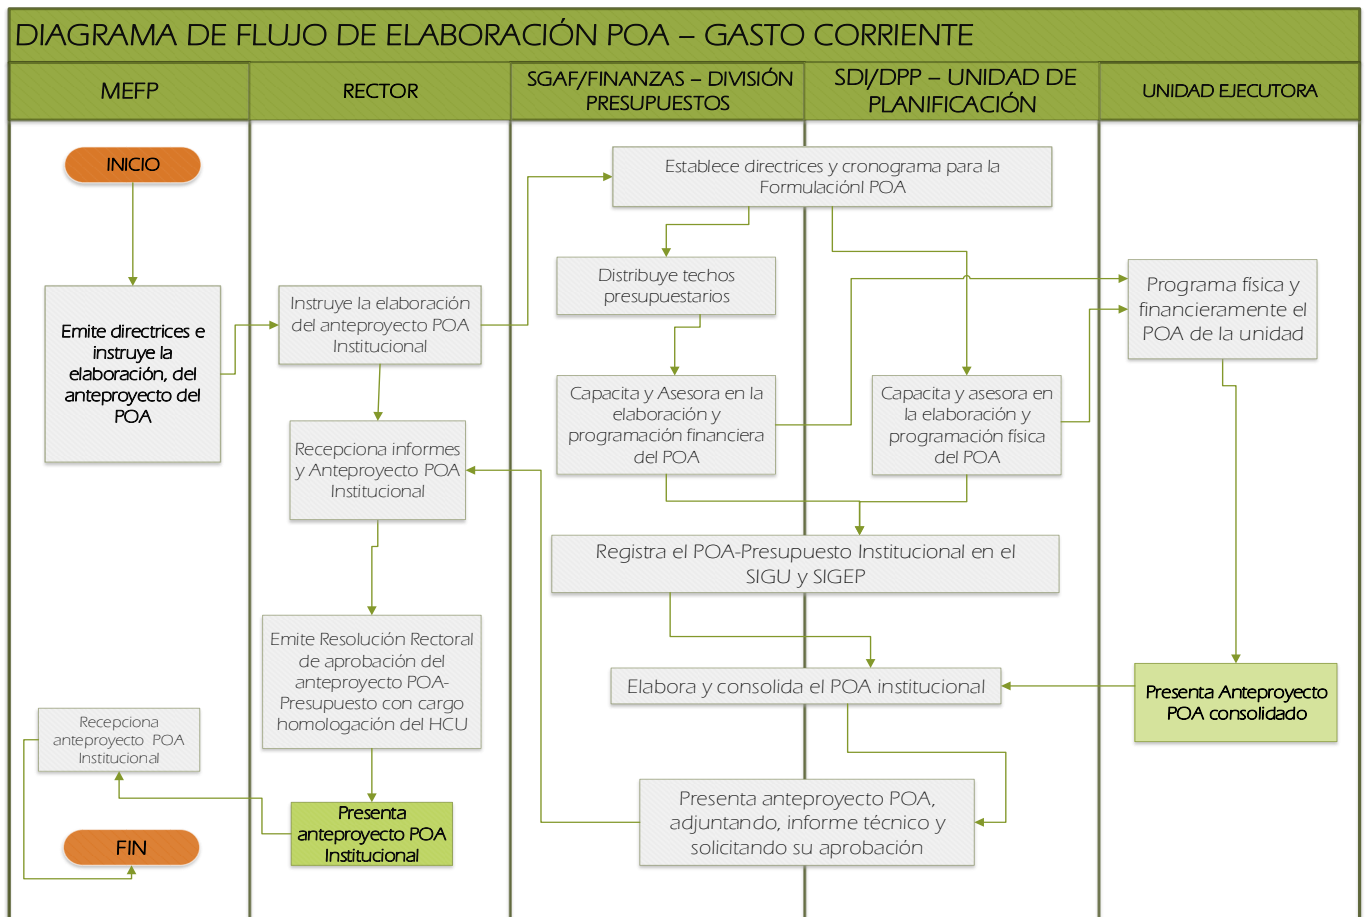 DIAGRAMA DE FLUJO DE ELABORACIÓN POA – GASTO CORRIENTE
MEFP
RECTOR
SGAF/FINANZAS – DIVISIÓN
PRESUPUESTOS
SDI/DPP – UNIDAD DE
PLANIFICACIÓN
UNIDAD EJECUTORA
INICIO
Establece directrices y cronograma para la
FormulaciónI POA
Distribuye techos
presupuestarios
Programa física y
financieramente el
POA de la unidad
Emite directrices e
instruye la
elaboración, del
anteproyecto del
POA
Instruye la elaboración
del anteproyecto POA
Institucional
Capacita y Asesora en la
elaboración y
programación financiera
del POA
Capacita y asesora en
la elaboración y
programación física
del POA
Recepciona informes
y Anteproyecto POA
Institucional
Registra el POA-Presupuesto Institucional en el
SIGU y SIGEP
Emite Resolución Rectoral
de aprobación del
anteproyecto POA-
Presupuesto con cargo
homologación del HCU
Elabora y consolida el POA institucional
Presenta Anteproyecto
POA consolidado
Recepciona
anteproyecto POA
Institucional
Presenta
anteproyecto POA
Institucional
Presenta anteproyecto POA,
adjuntando, informe técnico y
solicitando su aprobación
FIN